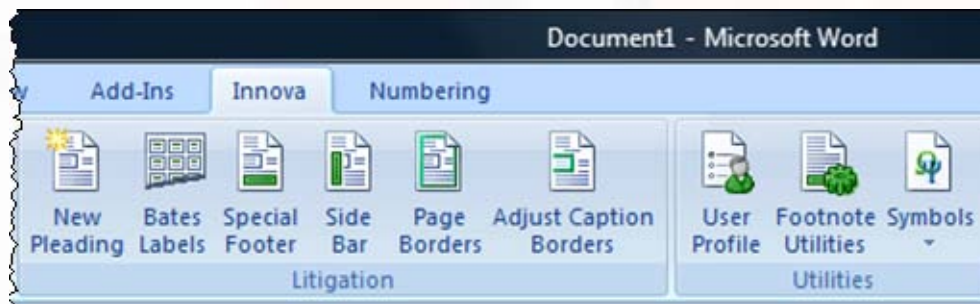 Document1 - Microsoft Word
Add-Ins Innova Numbering
New Pleading
Bates Labels
Special Footer
Side Bar
Page Borders
Adjust Caption Borders
User Profile
Footnote Utilities
Symbols
Litigation
Utilities